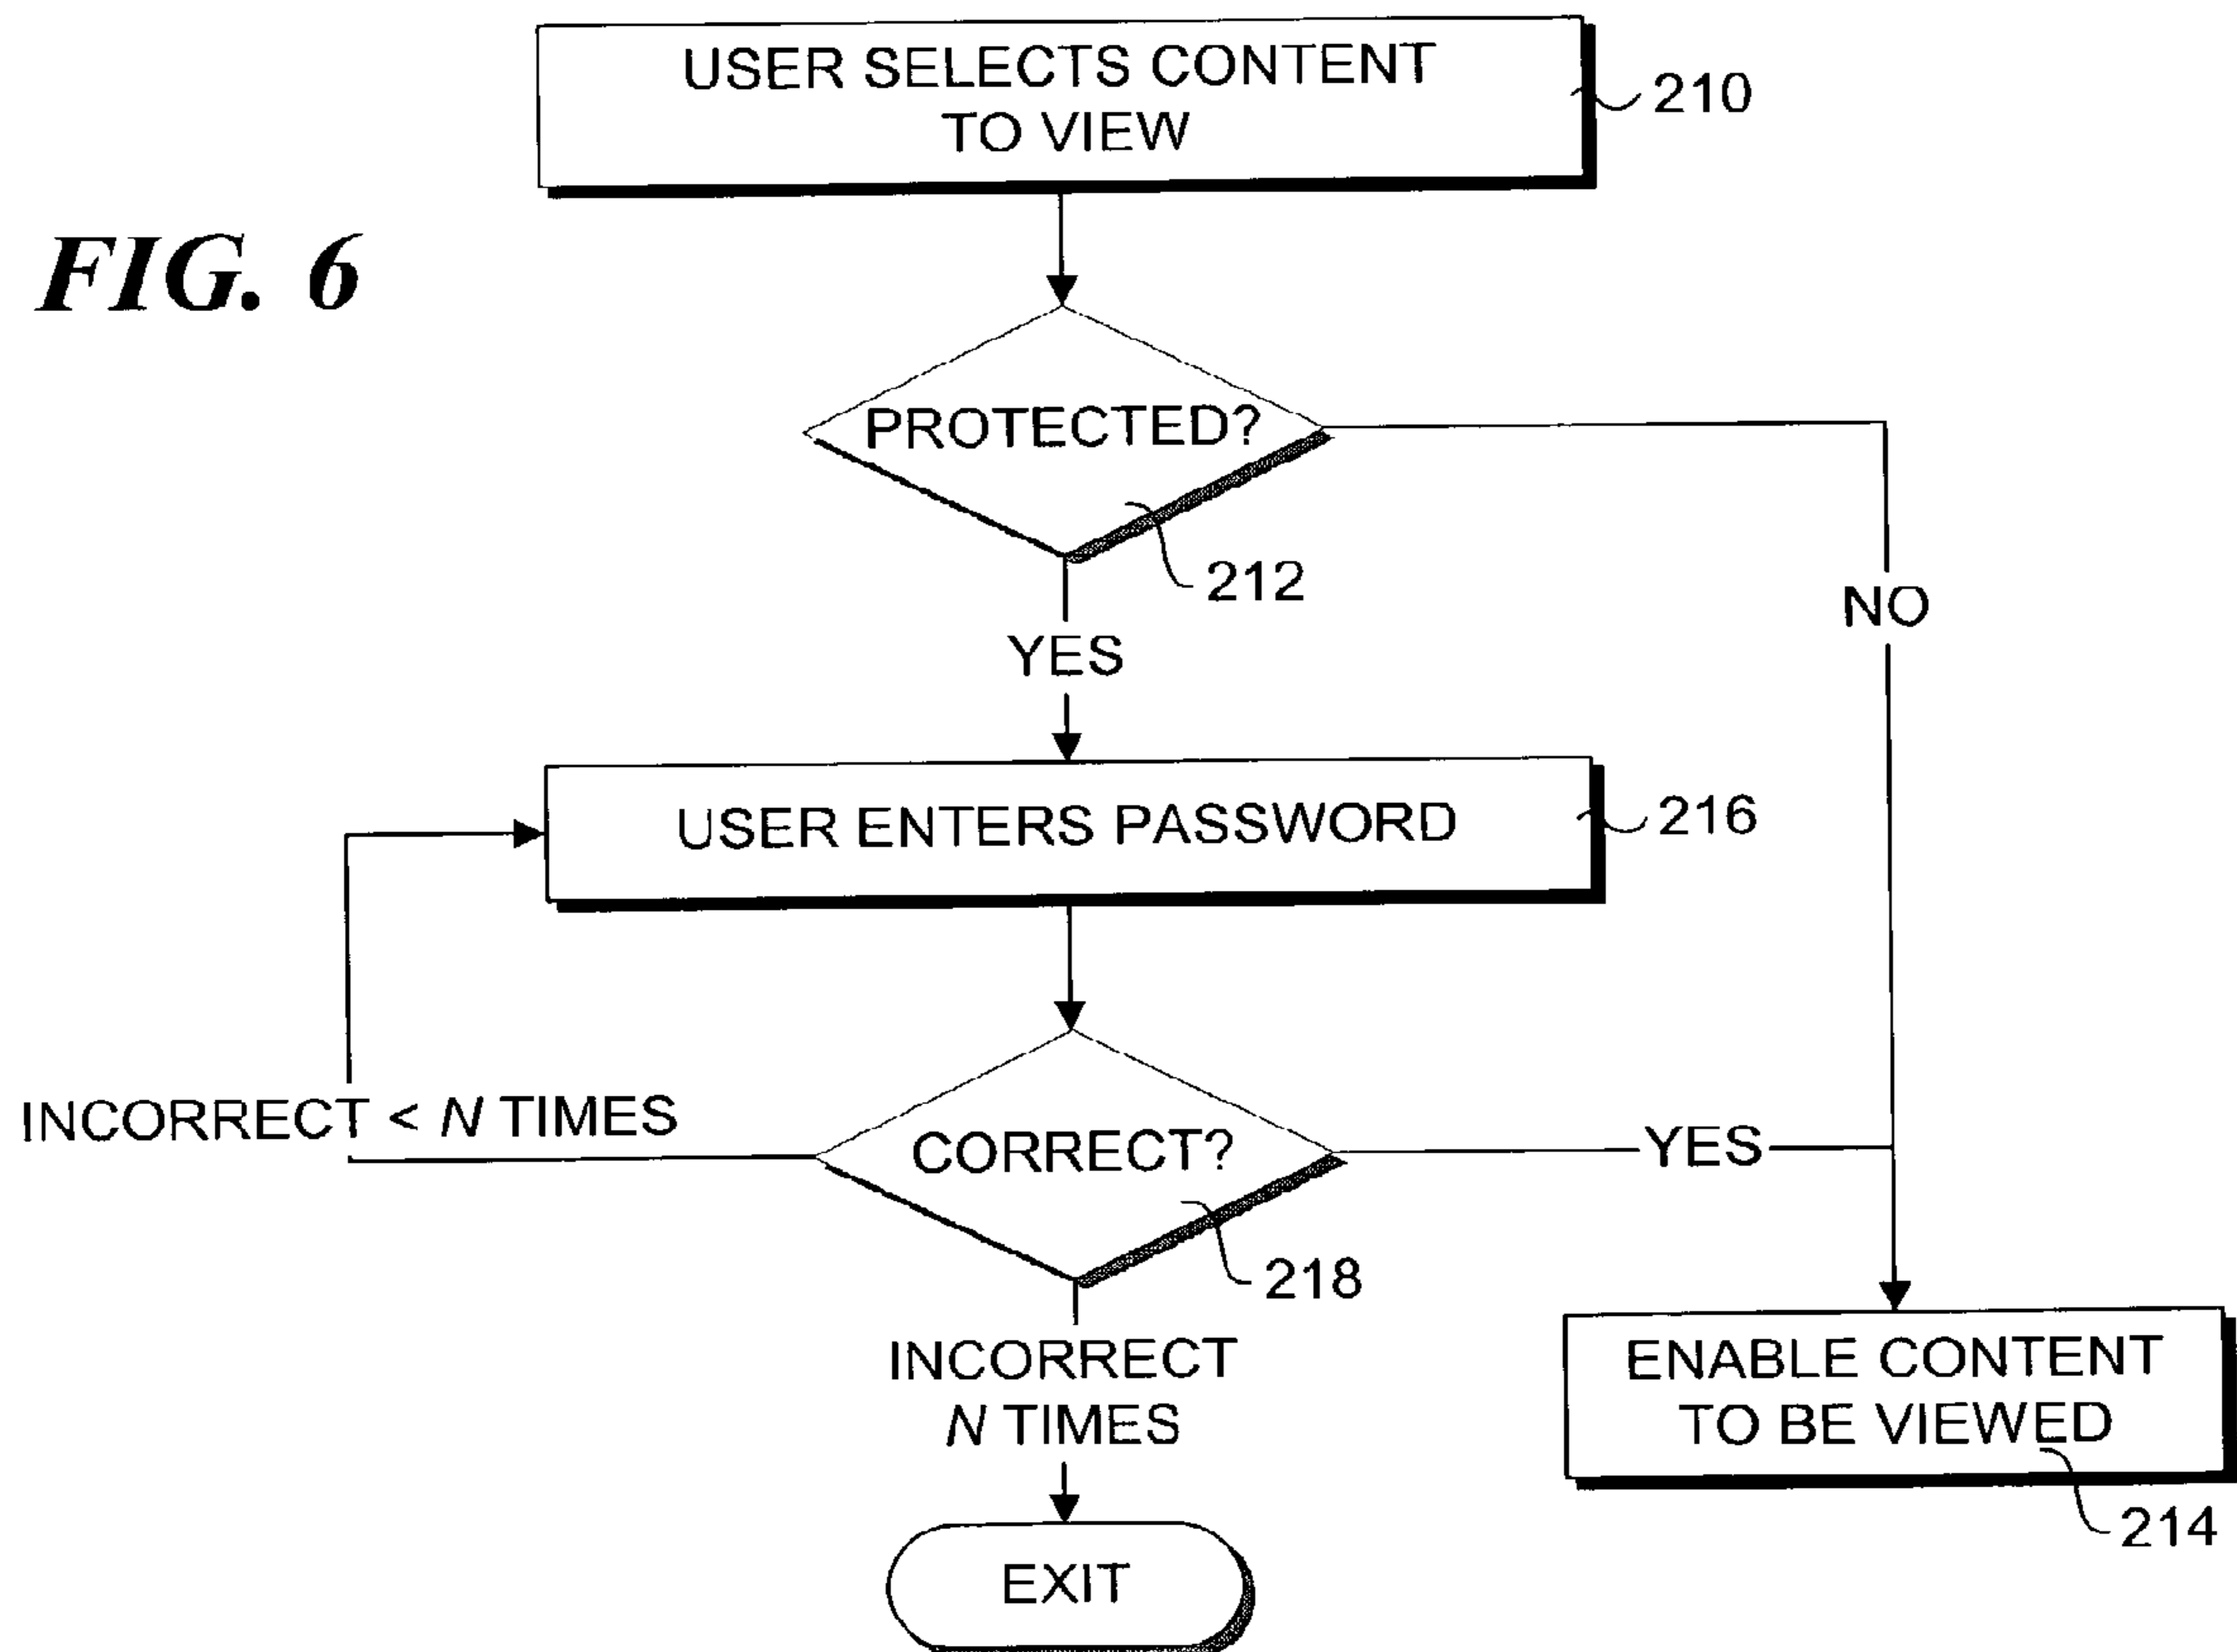 USER SELECTS CONTENT
TO VIEW
210
FIG. 6
PROTECTED?
212
NO
YES
USER ENTERS PASSWORD
216
INCORRECT < N TIMES
CORRECT?
YES
218
INCORRECT
N TIMES
ENABLE CONTENT
TO BE VIEWED
214
EXIT